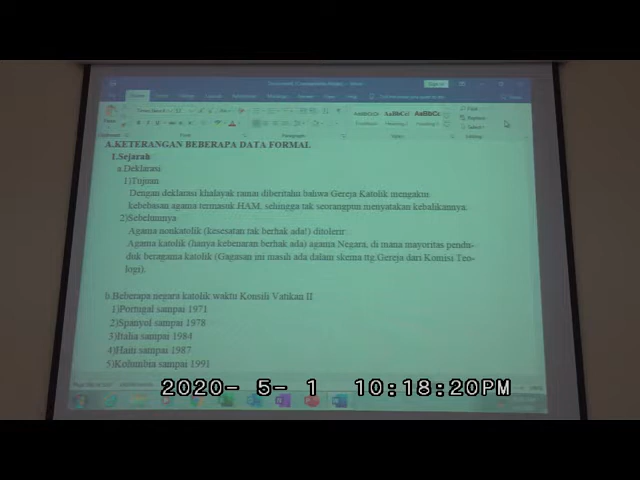 A.KETERANGAN BEBERAPA DATA FORMAL
1.Sejarah
a.Deklarasi
1)Tujuan
Dengan deklarasi khalayak ramai diberitahu bahwa Gereja Katolik mengakui
kebebasan agama termasuk HAM, sehingga tak seorangpun menyatakan kebalikannya.
2)Sebelumnya
Agama nonkatolik (kesesatan tak berhak ada!) ditolerir
Agama katolik (hanya kebenaran berhak ada) agama Negara, di mana mayoritas pendu-
duk beragama katolik (Gagasan ini masih ada dalam skema ttg.Gereja dari Komisi Teo-
logi).
b.Beberapa negara katolik waktu Konsili Vatikan II
1)Portugal sampai 1971
2)Spanyol sampai 1978
3)Italia sampai 1984
4)Haiti sampai 1987
5)Kolumbia sampai 1991
2020- 5- 1 10:18:20PM